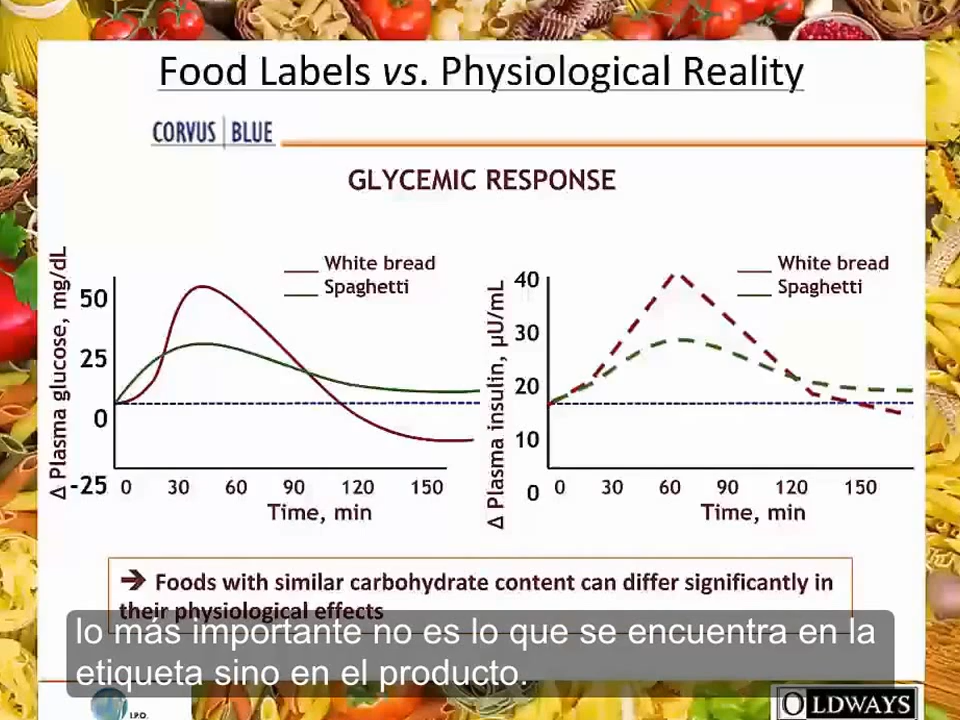 Food Labels vs. Physiological Reality
CORVUS BLUE
GLYCEMIC RESPONSE
White bread
Spaghetti
50
25
0
-25
Δ Plasma glucose, mg/dL
0 30 60 90 120 150
Time, min
White bread
Spaghetti
40
30
20
10
0
Δ Plasma insulin, µU/mL
0 30 60 90 120 150
Time, min
➔ Foods with similar carbohydrate content can differ significantly in
their physiological effects
lo más importante no es lo que se encuentra en la
etiqueta sino en el producto.
I.P.O.
OLDWAYS